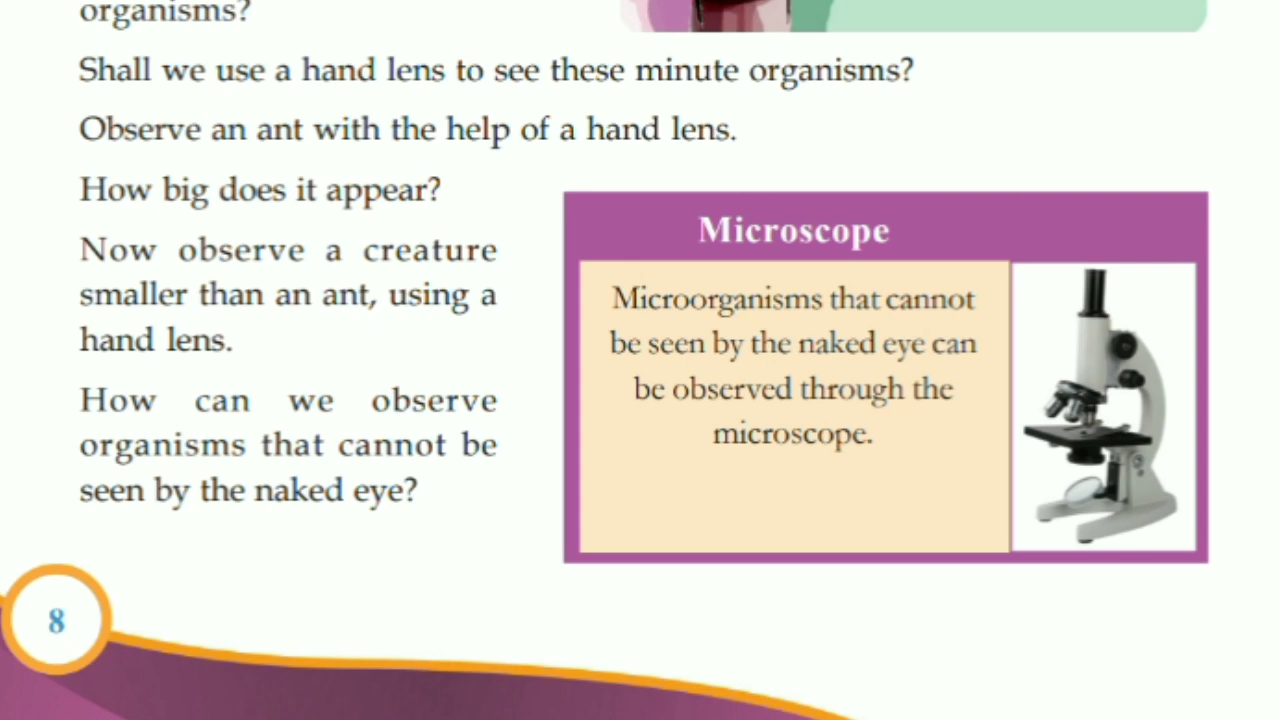 organisms?
Shall we use a hand lens to see these minute organisms?
Observe an ant with the help of a hand lens.
How big does it appear?
Now observe a creature
smaller than an ant, using a
hand lens.
How can we observe
organisms that cannot be
seen by the naked eye?
Microscope
Microorganisms that cannot
be seen by the naked eye can
be observed through the
microscope.
8